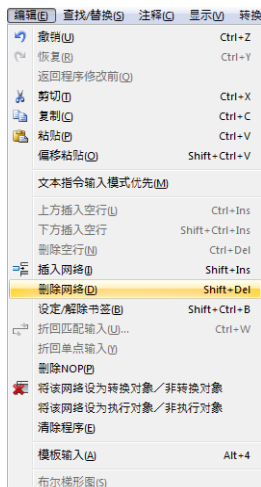 编辑(E) 查找/替换(S) 注释(C) 显示(V) 转换
撤销(U) Ctrl+Z
恢复(R) Ctrl+Y
返回程序修改前(Q)
剪切(T) Ctrl+X
复制(C) Ctrl+C
粘贴(P) Ctrl+V
偏移粘贴(O) Shift+Ctrl+V
文本指令输入模式优先(M)
上方插入空行(L) Ctrl+Ins
下方插入空行 Shift+Ctrl+Ins
删除空行(N) Ctrl+Del
插入网络(I) Shift+Ins
删除网络(D) Shift+Del
设定/解除书签(B) Shift+Ctrl+B
折回匹配输入(U)... Ctrl+W
折回单点输入(Y)
删除NOP(P)
将该网络设为转换对象／非转换对象
将该网络设为执行对象／非执行对象
清除程序(E)
模板输入(A) Alt+4
布尔梯形图(S)